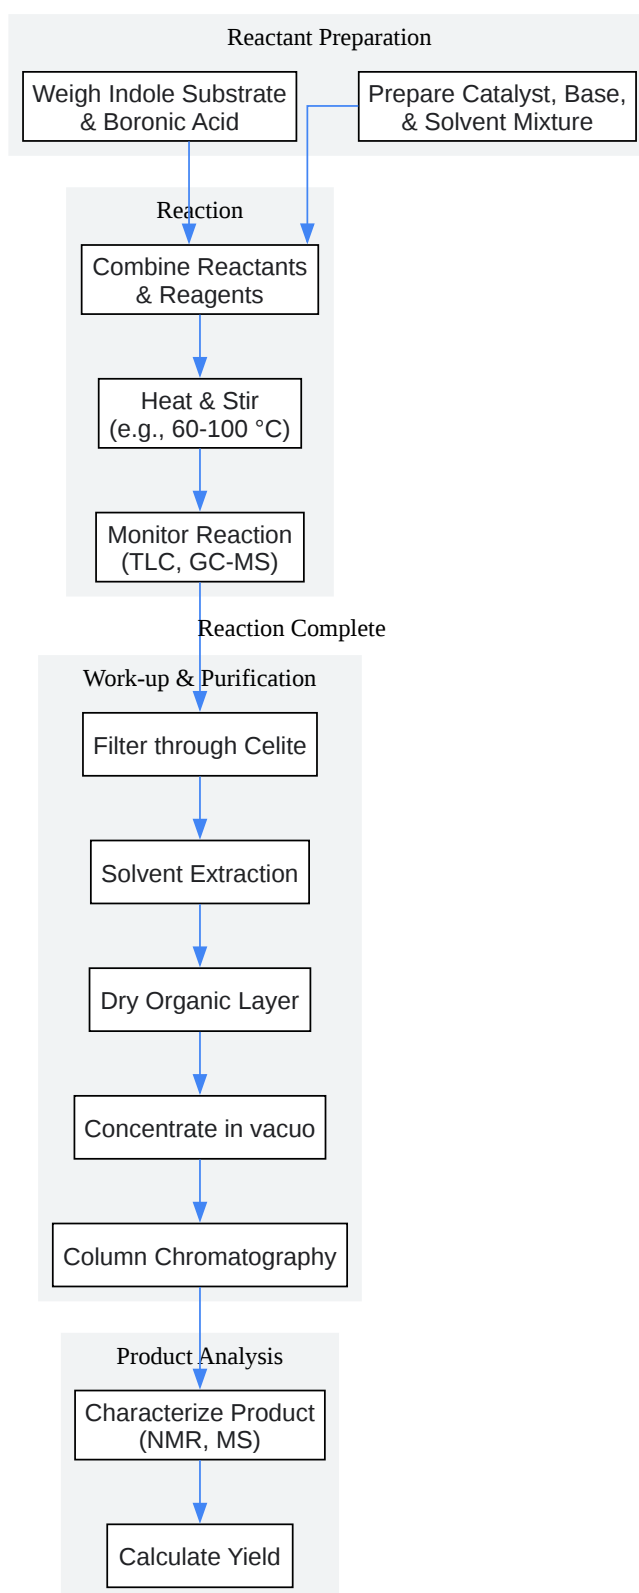 Reactant Preparation
Weigh Indole Substrate
& Boronic Acid
Prepare Catalyst, Base,
& Solvent Mixture
Reaction
Combine Reactants
& Reagents
Heat & Stir
(e.g., 60-100 °C)
Monitor Reaction
(TLC, GC-MS)
Reaction Complete
Work-up & Purification
Filter through Celite
Solvent Extraction
Dry Organic Layer
Concentrate in vacuo
Column Chromatography
Product Analysis
Characterize Product
(NMR, MS)
Calculate Yield